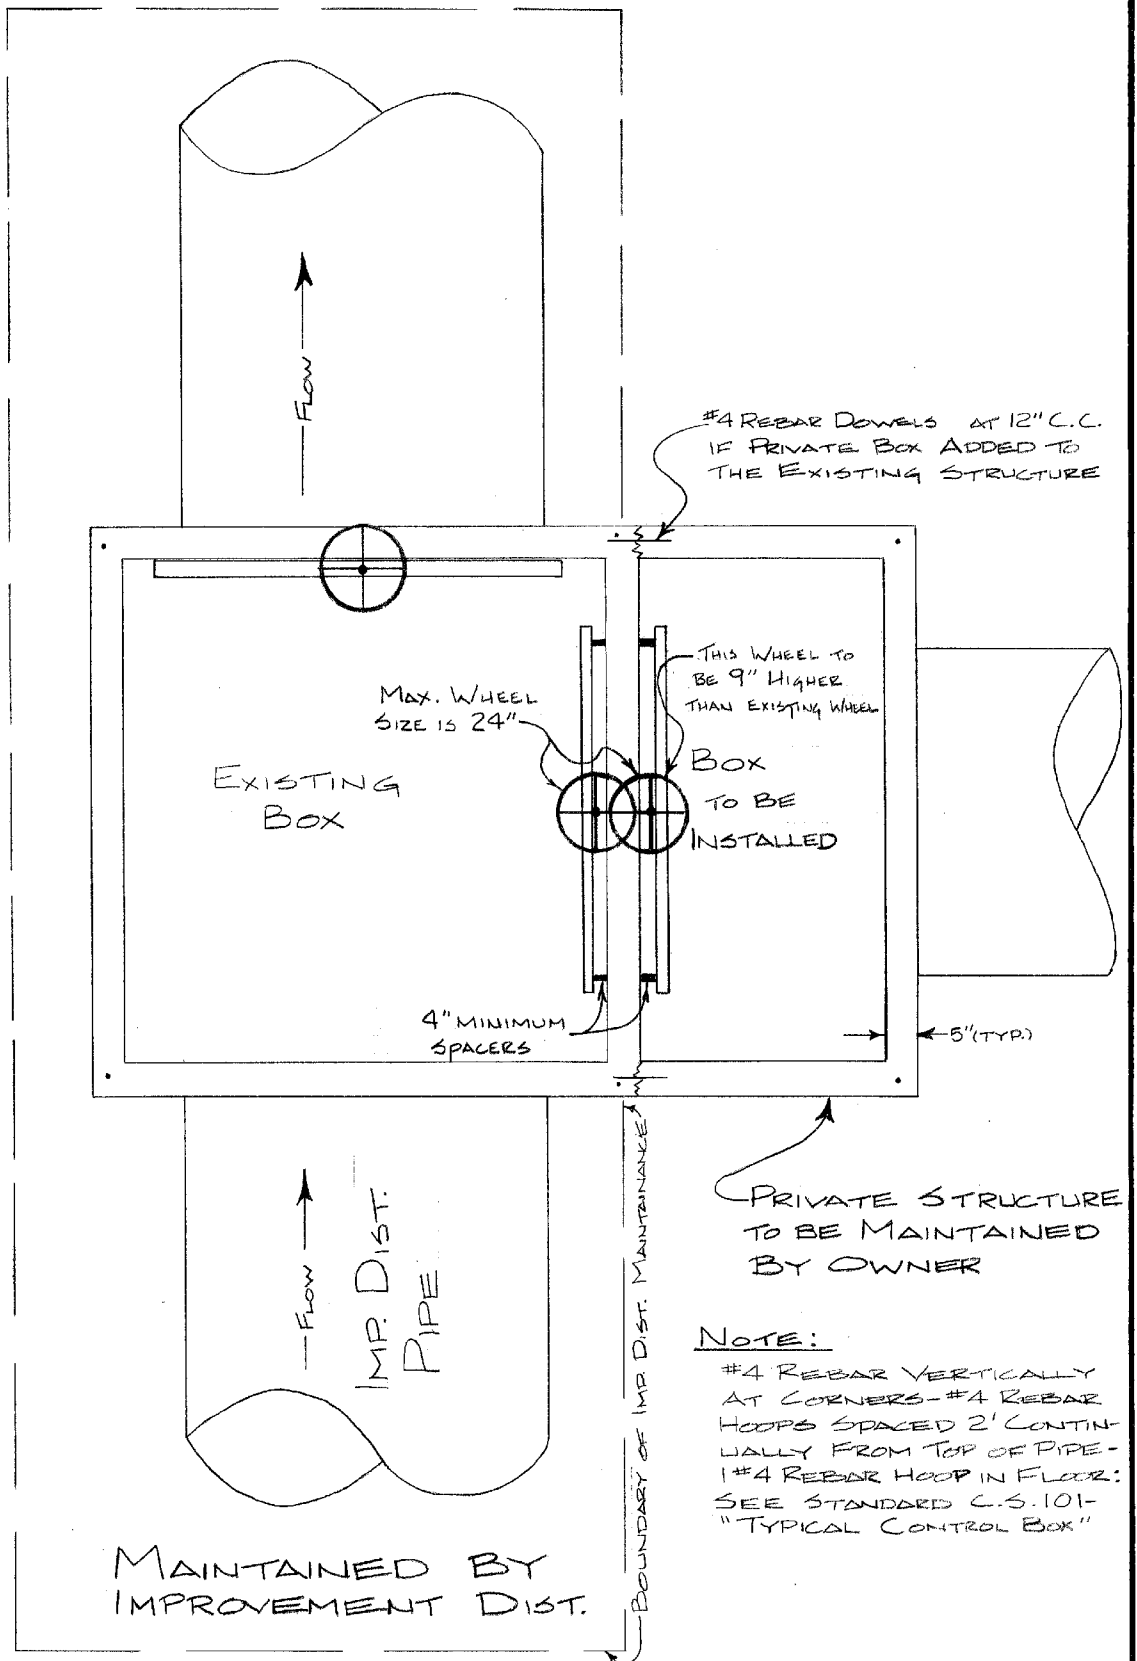 FLOW
#4 REBAR DOWELS AT 12" C.C.
IF PRIVATE BOX ADDED TO
THE EXISTING STRUCTURE
THIS WHEEL TO
BE 9" HIGHER
THAN EXISTING WHEEL
MAX. WHEEL
SIZE IS 24"
EXISTING
BOX
BOX
TO BE
INSTALLED
4" MINIMUM
SPACERS
5" (TYP.)
PRIVATE STRUCTURE
TO BE MAINTAINED
BY OWNER
FLOW
IMP. DIST.
PIPE
BOUNDARY OF IMP. DIST. MAINTAINANCE
NOTE:
#4 REBAR VERTICALLY
AT CORNERS-#4 REBAR
HOOPS SPACED 2' CONTIN-
UALLY FROM TOP OF PIPE-
1#4 REBAR HOOP IN FLOOR:
SEE STANDARD C.S.101-
"TYPICAL CONTROL BOX"
MAINTAINED BY
IMPROVEMENT DIST.